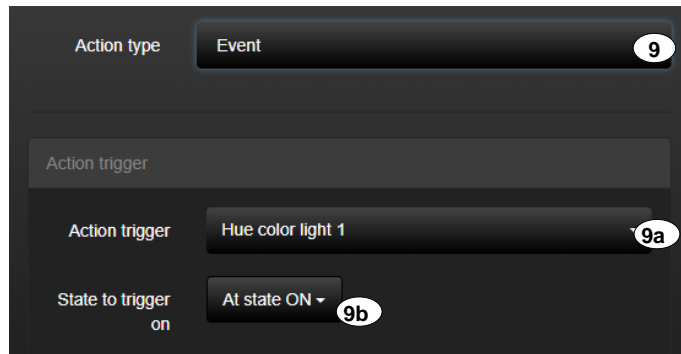 Action type Event 9
Action trigger
Action trigger Hue color light 1 9a
State to trigger At state ON 9b
on